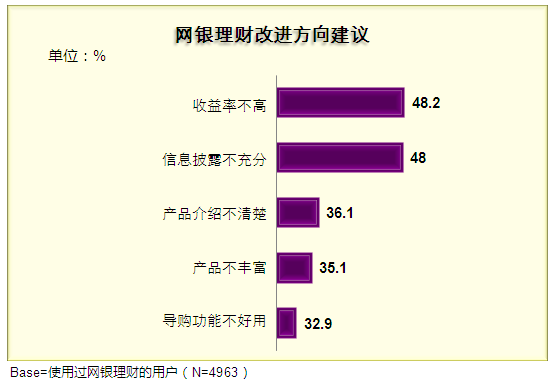 网银理财改进方向建议
单位：%
收益率不高 48.2
信息披露不充分 48
产品介绍不清楚 36.1
产品不丰富 35.1
导购功能不好用 32.9
Base=使用过网银理财的用户（N=4963）